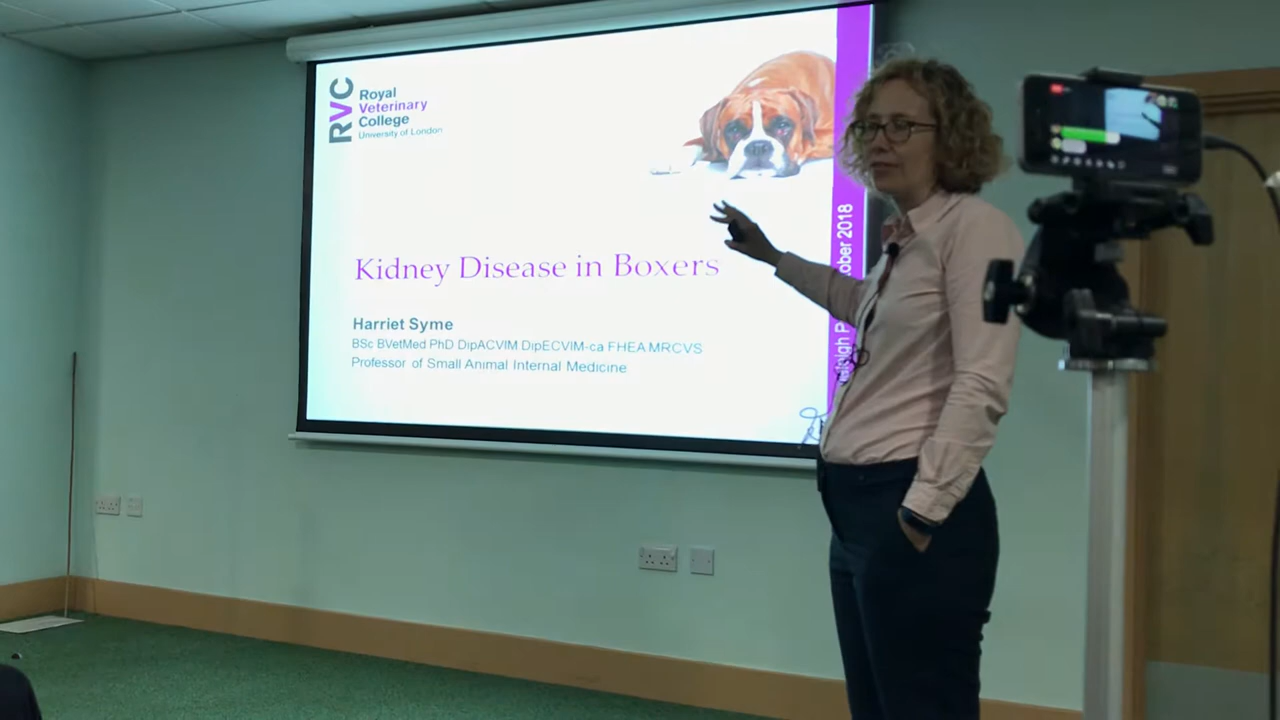 RVC
Royal
Veterinary
College
University of London
Kidney Disease in Boxers
Harriet Syme
BSc BVetMed PhD DipACVIM DipECVIM-ca FHEA MRCVS
Professor of Small Animal Internal Medicine
2018